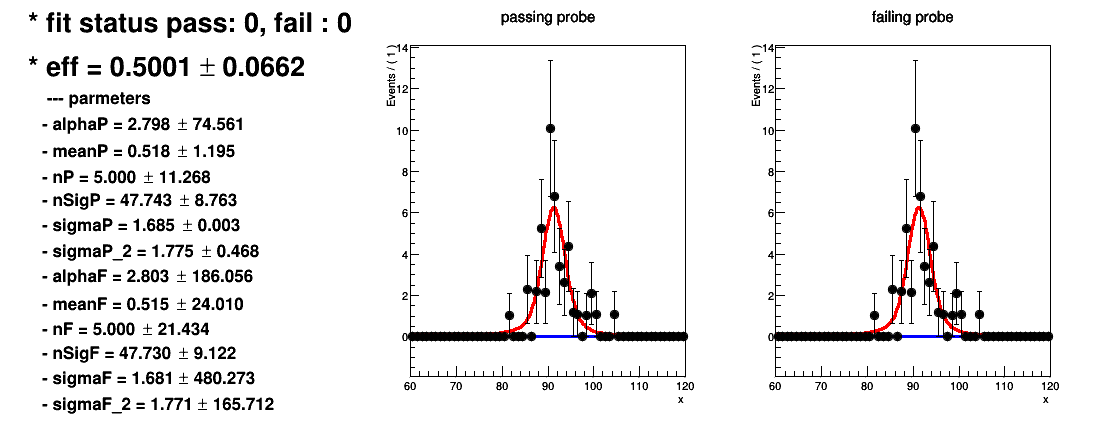 * fit status pass: 0, fail : 0
* eff = 0.5001 ± 0.0662
--- parmeters
- alphaP = 2.798 ± 74.561
- meanP = 0.518 ± 1.195
- nP = 5.000 ± 11.268
- nSigP = 47.743 ± 8.763
- sigmaP = 1.685 ± 0.003
- sigmaP_2 = 1.775 ± 0.468
- alphaF = 2.803 ± 186.056
- meanF = 0.515 ± 24.010
- nF = 5.000 ± 21.434
- nSigF = 47.730 ± 9.122
- sigmaF = 1.681 ± 480.273
- sigmaF_2 = 1.771 ± 165.712
passing probe
Events / ( 1 )
14
12
10
8
6
4
2
0
60 70 80 90 100 110 120
x
failing probe
Events / ( 1 )
14
12
10
8
6
4
2
0
60 70 80 90 100 110 120
x